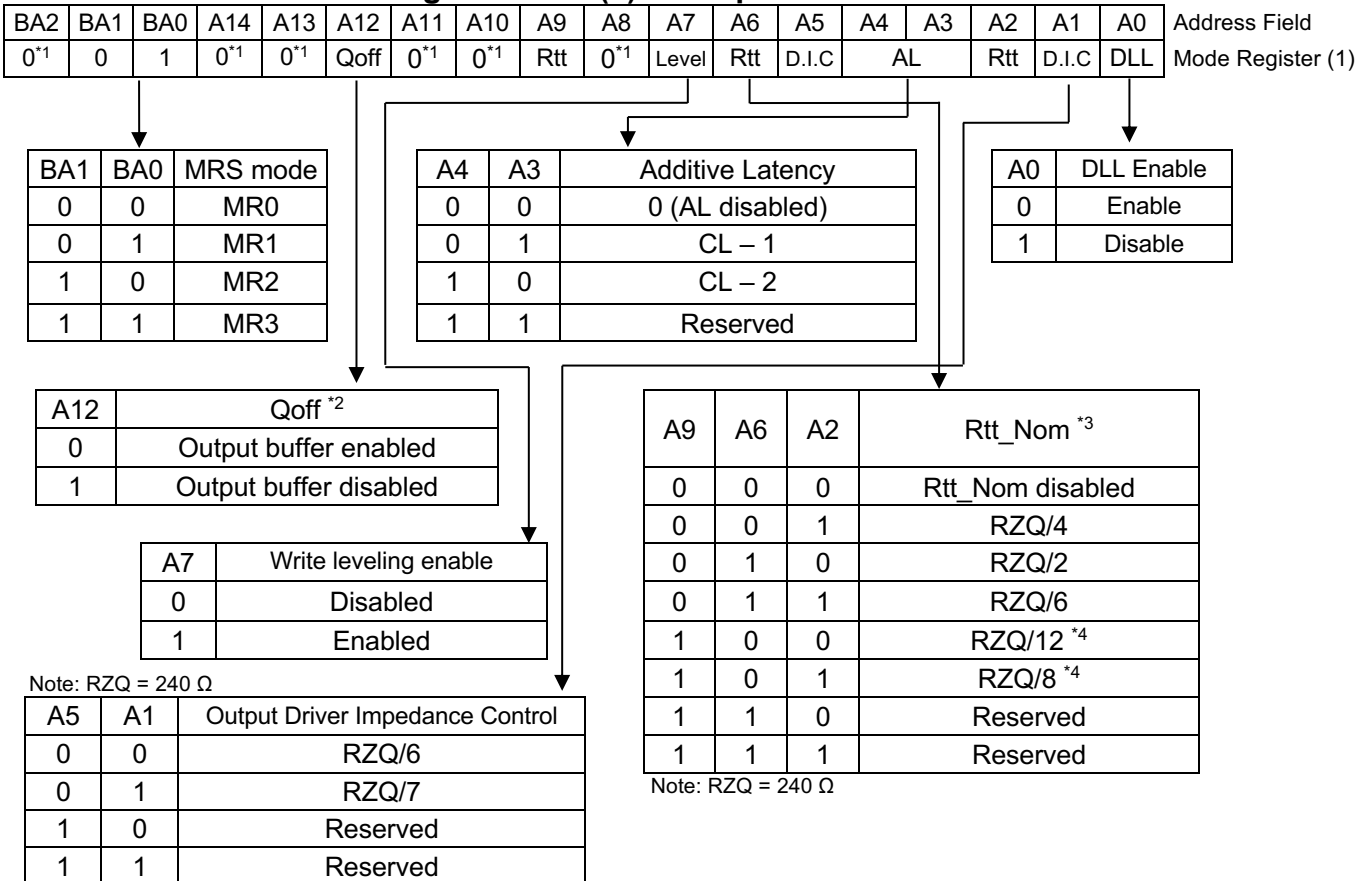 BA2 BA1 BA0 A14 A13 A12 A11 A10 A9 A8 A7 A6 A5 A4 A3 A2 A1 A0 Address Field
0*1 0 1 0*1 0*1 Qoff 0*1 0*1 Rtt 0*1 Level Rtt D.I.C AL Rtt D.I.C DLL Mode Register (1)
BA1 BA0 MRS mode
0 0 MR0
0 1 MR1
1 0 MR2
1 1 MR3
A4 A3 Additive Latency
0 0 0 (AL disabled)
0 1 CL – 1
1 0 CL – 2
1 1 Reserved
A0 DLL Enable
0 Enable
1 Disable
A12 Qoff *2
0 Output buffer enabled
1 Output buffer disabled
A7 Write leveling enable
0 Disabled
1 Enabled
Note: RZQ = 240 Ω
A5 A1 Output Driver Impedance Control
0 0 RZQ/6
0 1 RZQ/7
1 0 Reserved
1 1 Reserved
A9 A6 A2 Rtt_Nom *3
0 0 0 Rtt_Nom disabled
0 0 1 RZQ/4
0 1 0 RZQ/2
0 1 1 RZQ/6
1 0 0 RZQ/12 *4
1 0 1 RZQ/8 *4
1 1 0 Reserved
1 1 1 Reserved
Note: RZQ = 240 Ω